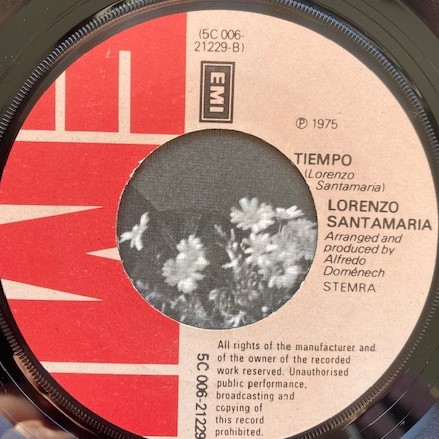 (5C 006-
21229-B)
EMI
EMI
℗ 1975
TIEMPO
(Lorenzo
Santamaria)
LORENZO
SANTAMARIA
Arranged and
produced by
Alfredo
Doménech
STEMRA
All rights of the manufacturer and
of the owner of the recorded
work reserved. Unauthorised
public performance,
broadcasting and
copying of
this record
prohibited.
5C 006-21229